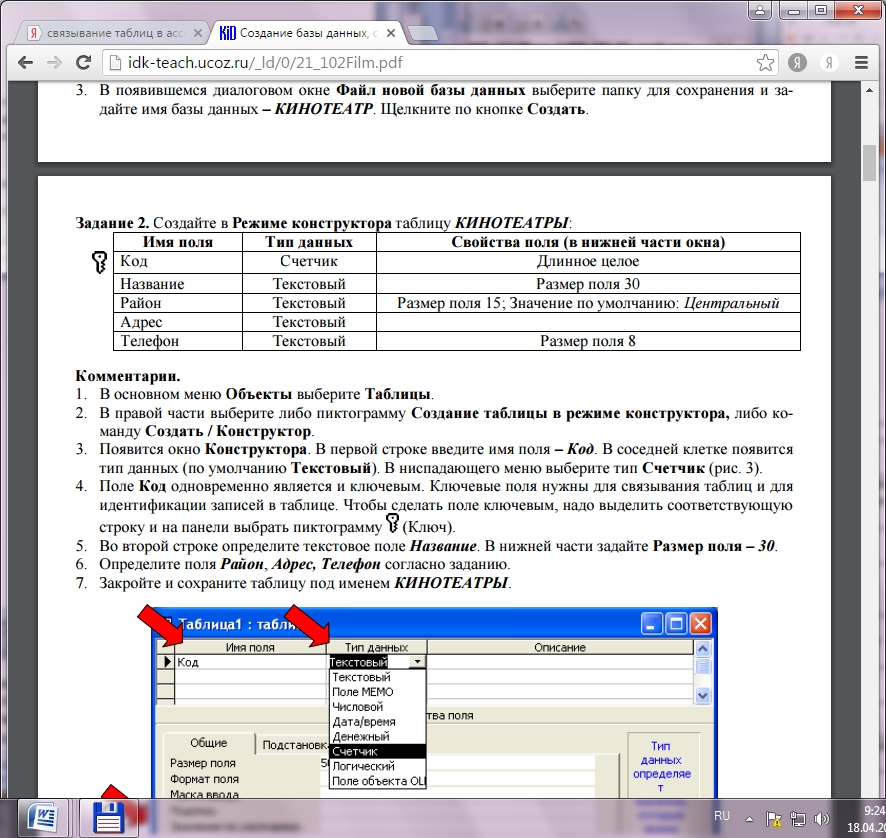 связывание таблиц в асс
Создание базы данных, с
idk-teach.ucoz.ru/_ld/0/21_102Film.pdf
3. В появившемся диалоговом окне Файл новой базы данных выберите папку для сохранения и за-
дайте имя базы данных – КИНОТЕАТР. Щелкните по кнопке Создать.
Задание 2. Создайте в Режиме конструктора таблицу КИНОТЕАТРЫ:
Имя поля Тип данных Свойства поля (в нижней части окна)
Код Счетчик Длинное целое
Название Текстовый Размер поля 30
Район Текстовый Размер поля 15; Значение по умолчанию: Центральный
Адрес Текстовый
Телефон Текстовый Размер поля 8
Комментарии.
1. В основном меню Объекты выберите Таблицы.
2. В правой части выберите либо пиктограмму Создание таблицы в режиме конструктора, либо ко-
манду Создать / Конструктор.
3. Появится окно Конструктора. В первой строке введите имя поля – Код. В соседней клетке появится
тип данных (по умолчанию Текстовый). В ниспадающего меню выберите тип Счетчик (рис. 3).
4. Поле Код одновременно является и ключевым. Ключевые поля нужны для связывания таблиц и для
идентификации записей в таблице. Чтобы сделать поле ключевым, надо выделить соответствующую
строку и на панели выбрать пиктограмму (Ключ).
5. Во второй строке определите текстовое поле Название. В нижней части задайте Размер поля – 30.
6. Определите поля Район, Адрес, Телефон согласно заданию.
7. Закройте и сохраните таблицу под именем КИНОТЕАТРЫ.
Таблица1 : табли
Имя поля Тип данных Описание
Код Текстовый
Текстовый
Поле MEMO
Числовой
Дата/время
Денежный
Счетчик
Логический
Поле объекта OLE
тва поля
Общие Подстановк
Размер поля
Формат поля
Маска ввода
Тип
данных
определяе
т
RU
9:24
18.04.20